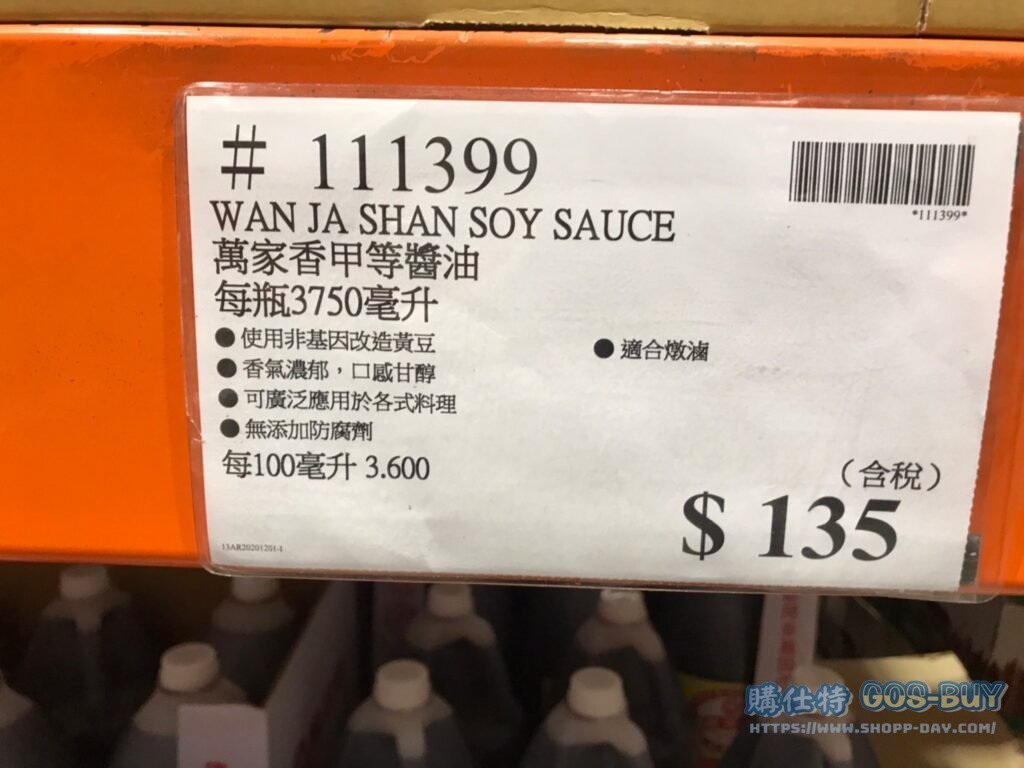 # 111399
*111399*
WAN JA SHAN SOY SAUCE
萬家香甲等醬油
每瓶3750毫升
●使用非基因改造黃豆
●適合燉滷
●香氣濃郁，口感甘醇
●可廣泛應用於各式料理
●無添加防腐劑
每100毫升 3.600
（含稅）
$ 135
13AR20201201-1
購仕特 GOS-BUY
HTTPS://WWW.SHOPP-DAY.COM/